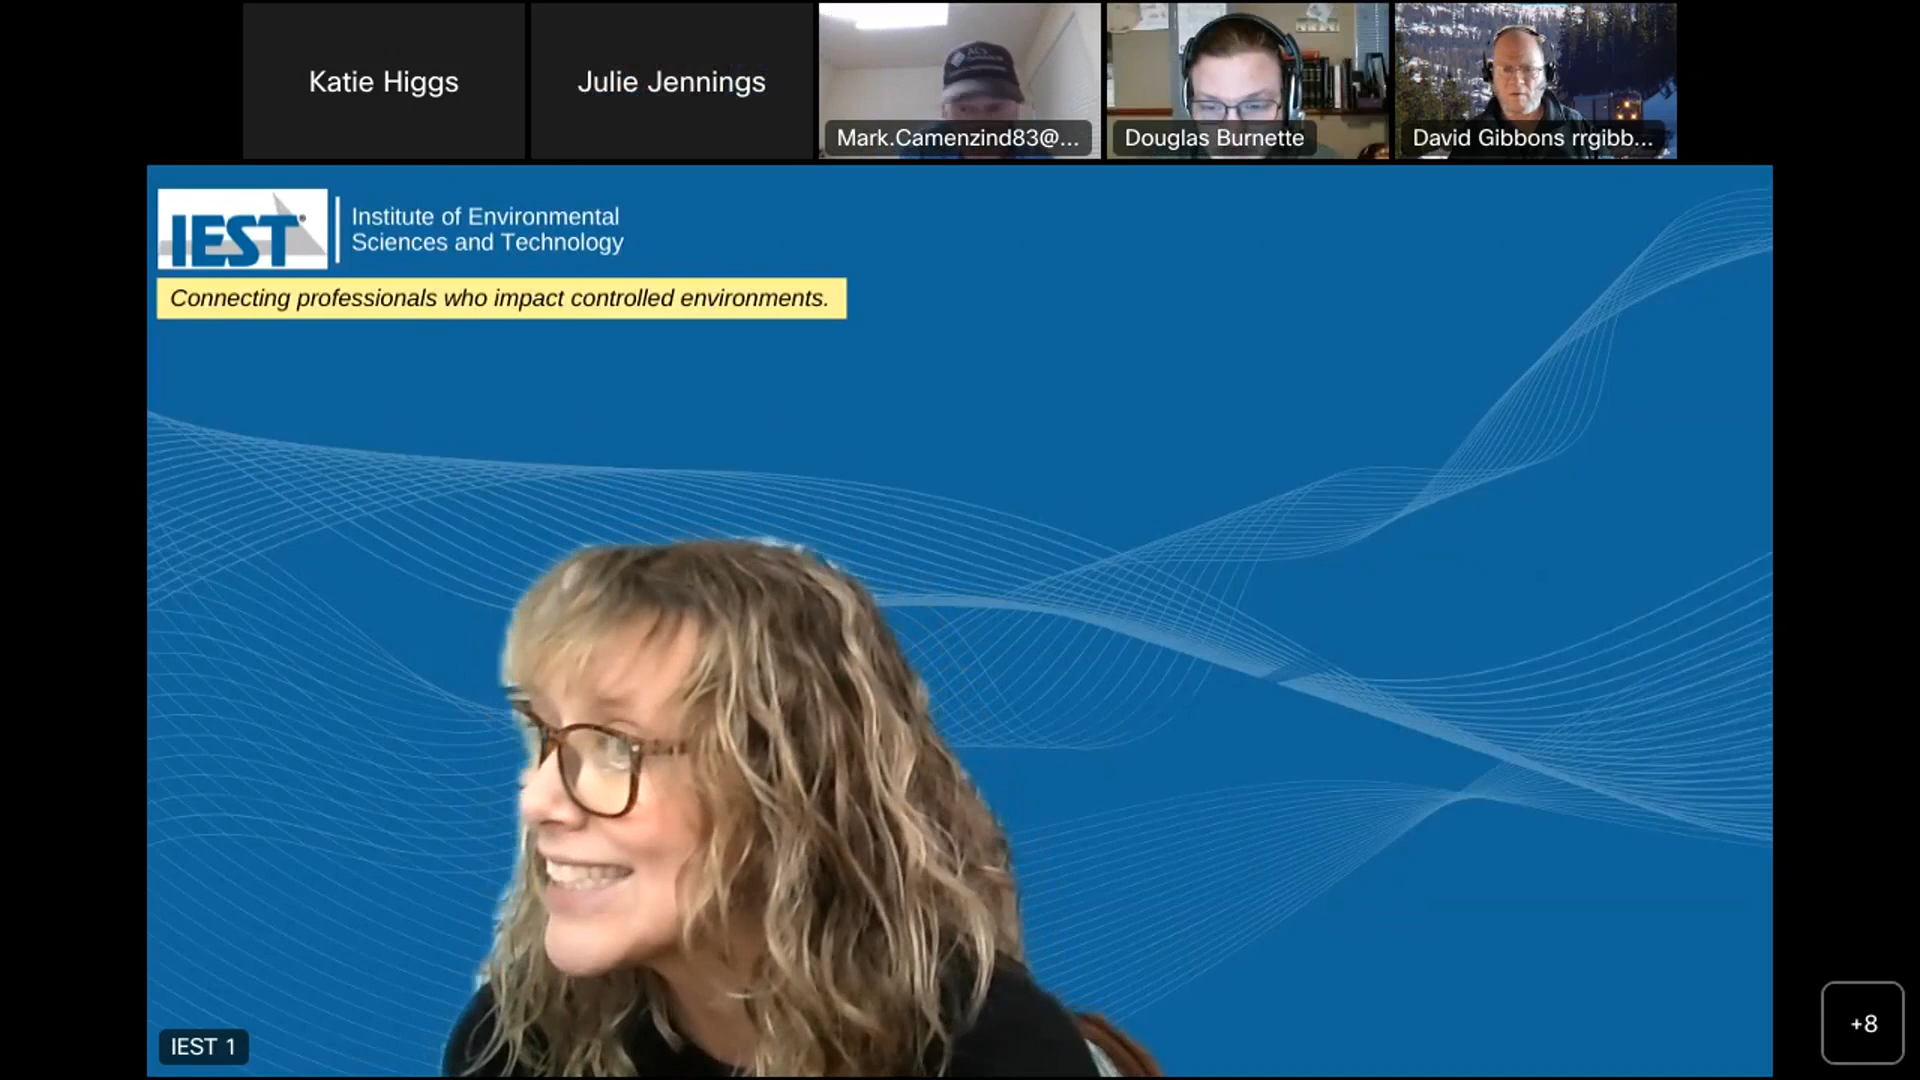 Katie Higgs
Julie Jennings
ACS
Mark.Camenzind83@...
Douglas Burnette
David Gibbons rrgibb...
IEST
Institute of Environmental
Sciences and Technology
Connecting professionals who impact controlled environments.
IEST 1
+8